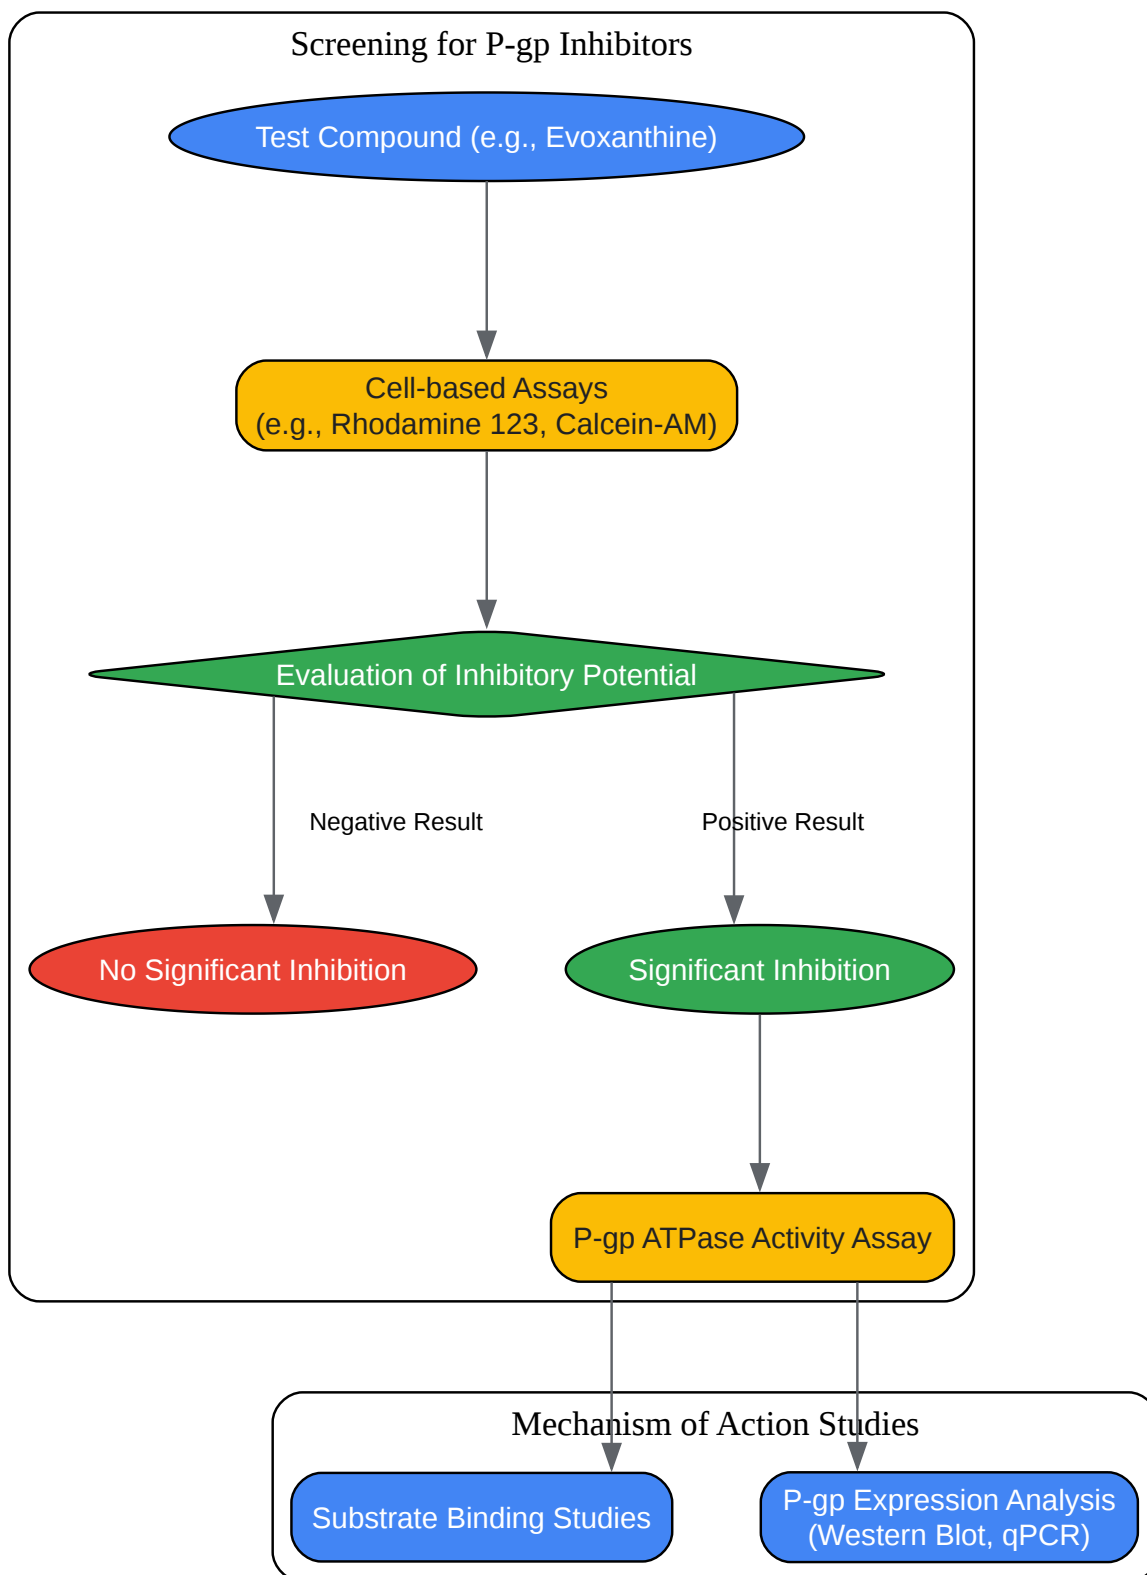 Screening for P-gp Inhibitors
Test Compound (e.g., Evoxanthine)
Cell-based Assays
(e.g., Rhodamine 123, Calcein-AM)
Evaluation of Inhibitory Potential
Negative Result
Positive Result
No Significant Inhibition
Significant Inhibition
P-gp ATPase Activity Assay
Mechanism of Action Studies
Substrate Binding Studies
P-gp Expression Analysis
(Western Blot, qPCR)